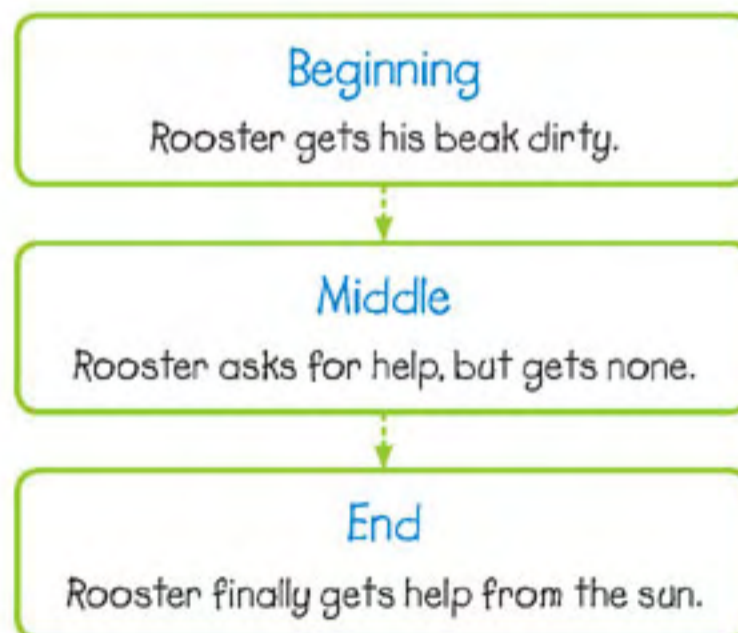 Beginning
Rooster gets his beak dirty.
Middle
Rooster asks for help, but gets none.
End
Rooster finally gets help from the sun.